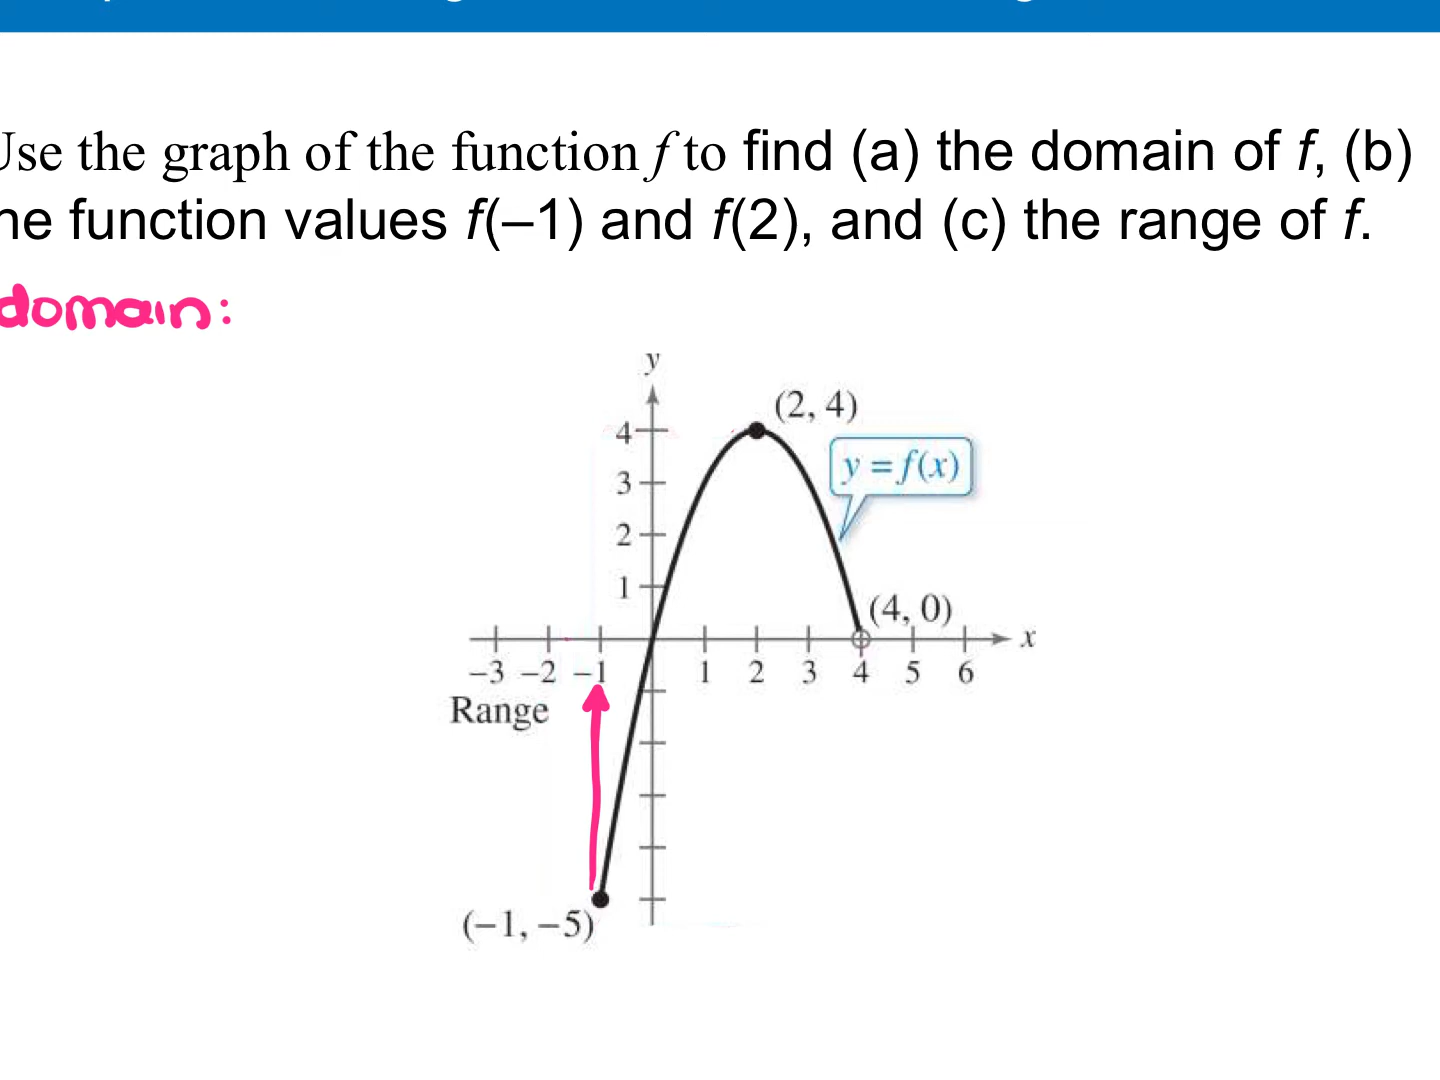 Use the graph of the function f to find (a) the domain of f, (b)
he function values f(–1) and f(2), and (c) the range of f.
domain:
y
(2, 4)
4
y = f(x)
3
2
1
(4, 0)
x
–3 –2 –1 1 2 3 4 5 6
Range
(–1, –5)